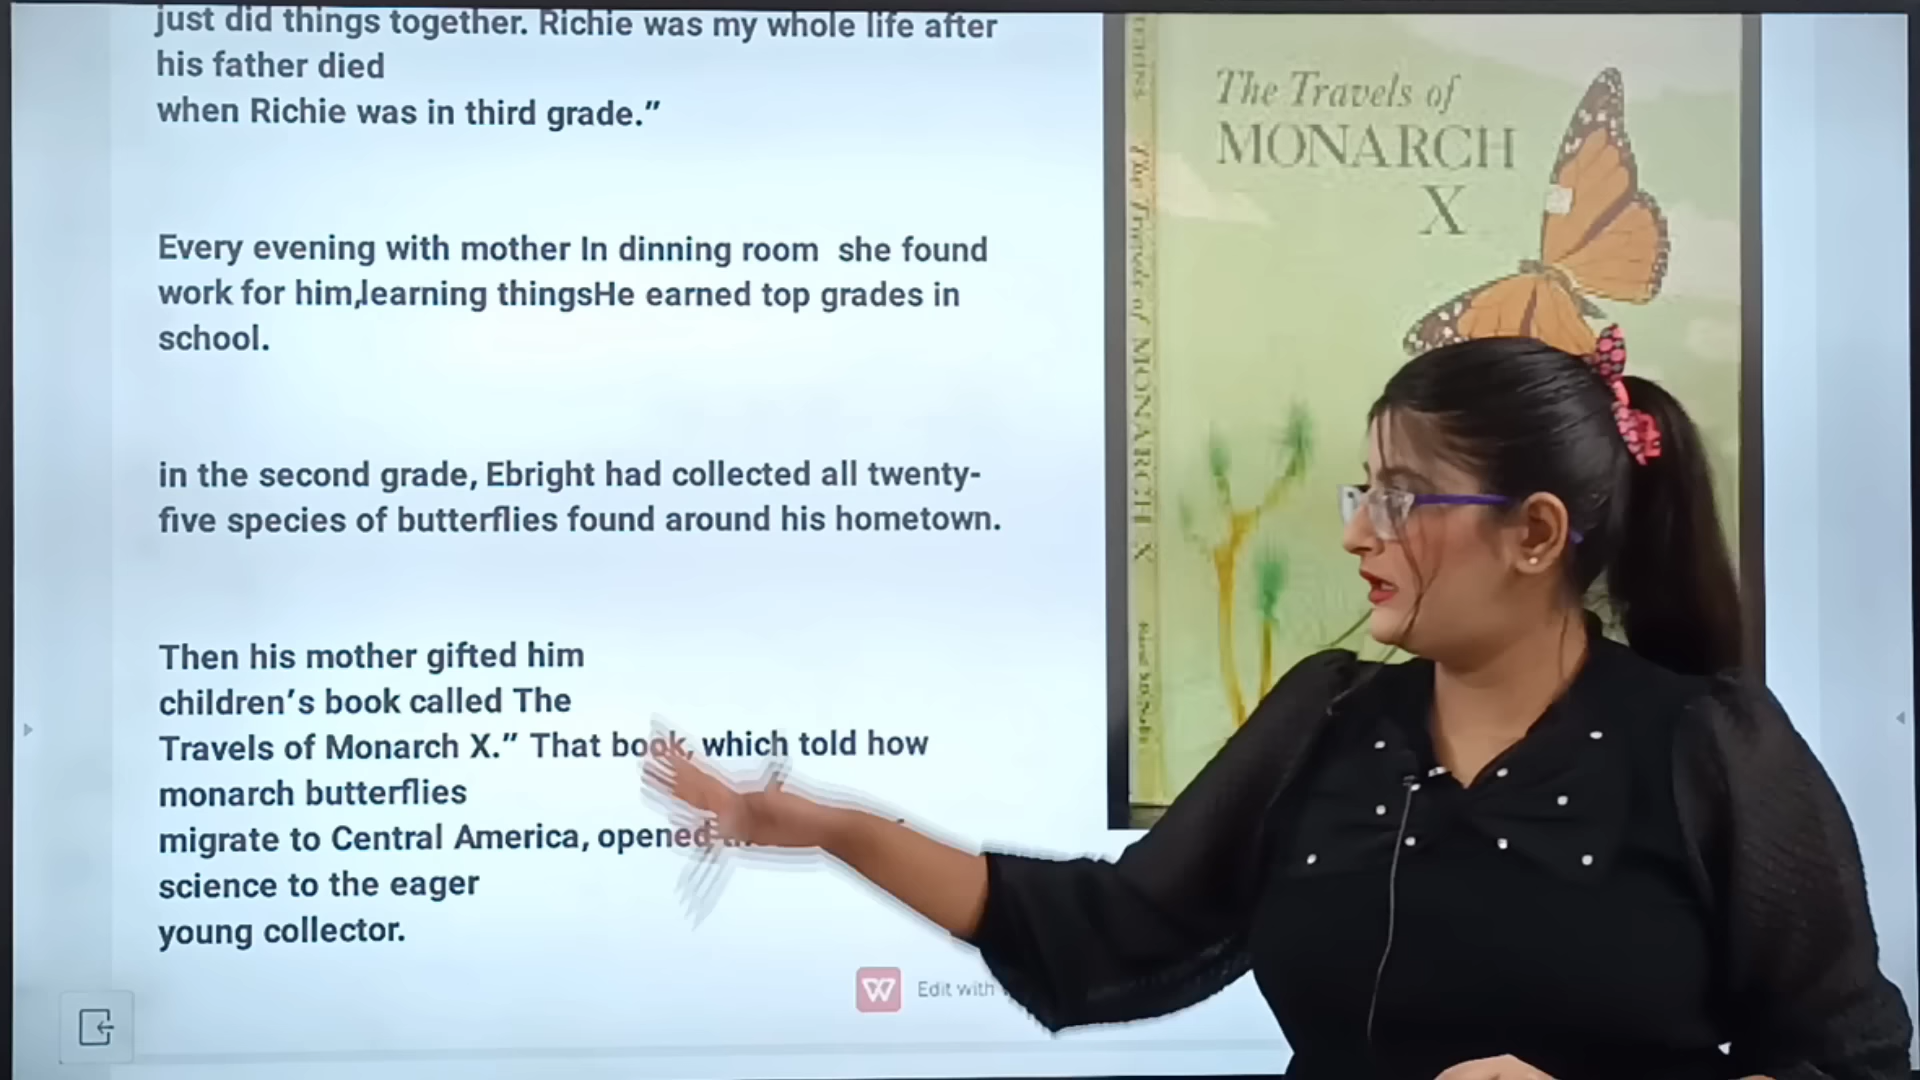 just did things together. Richie was my whole life after
his father died
when Richie was in third grade.”
Every evening with mother In dinning room she found
work for him,learning thingsHe earned top grades in
school.
in the second grade, Ebright had collected all twenty-
five species of butterflies found around his hometown.
Then his mother gifted him
children’s book called The
Travels of Monarch X.” That book, which told how
monarch butterflies
migrate to Central America, opened
science to the eager
young collector.
Edit with
The Travels of
MONARCH
X
The Travels of MONARCH X